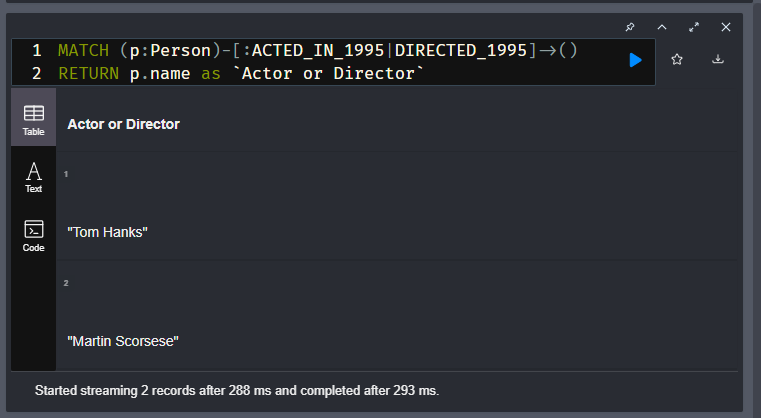 1 MATCH (p:Person)-[:ACTED_IN_1995|DIRECTED_1995]->()
2 RETURN p.name as `Actor or Director`
Table
Actor or Director
1
Text
"Tom Hanks"
Code
2
"Martin Scorsese"
Started streaming 2 records after 288 ms and completed after 293 ms.